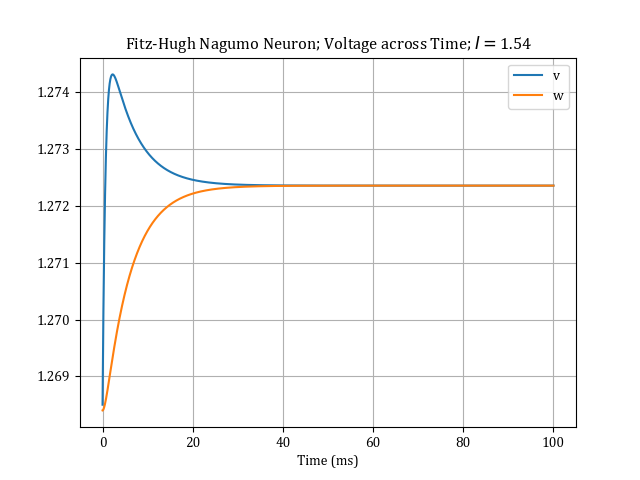 Fitz-Hugh Nagumo Neuron; Voltage across Time; I = 1.54
v
w
1.274
1.273
1.272
1.271
1.270
1.269
0 20 40 60 80 100
Time (ms)